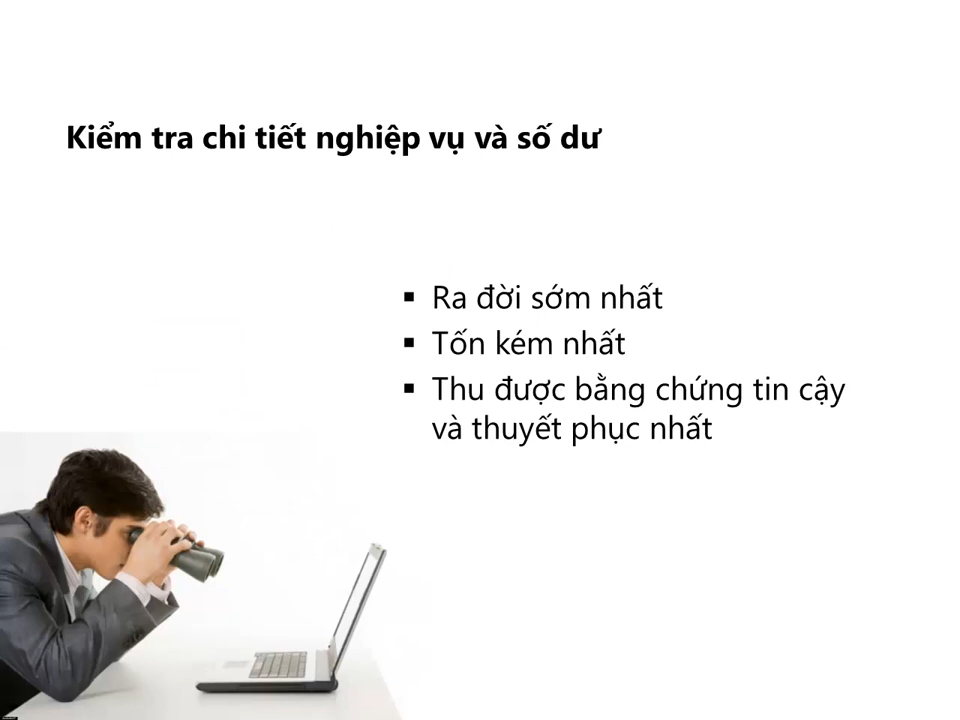 Kiểm tra chi tiết nghiệp vụ và số dư
▪ Ra đời sớm nhất
▪ Tốn kém nhất
▪ Thu được bằng chứng tin cậy
và thuyết phục nhất